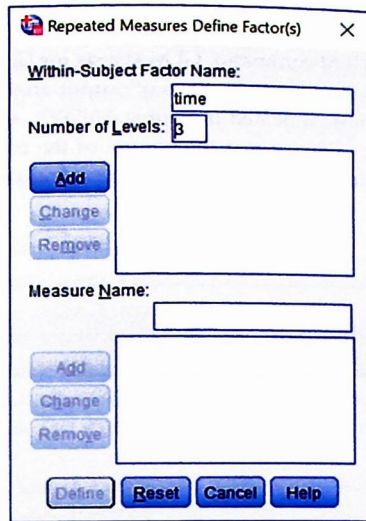 Repeated Measures Define Factor(s)
Within-Subject Factor Name:
time
Number of Levels: 3
Add
Change
Remove
Measure Name:
Add
Change
Remove
Define Reset Cancel Help